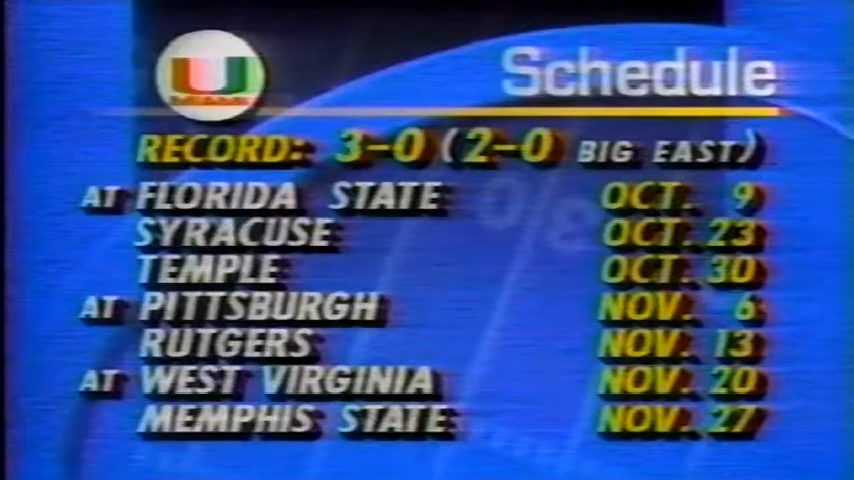 Schedule
RECORD: 3-0 (2-0 BIG EAST)
AT FLORIDA STATE OCT. 9
SYRACUSE OCT. 23
TEMPLE OCT. 30
AT PITTSBURGH NOV. 6
RUTGERS NOV. 13
AT WEST VIRGINIA NOV. 20
MEMPHIS STATE NOV. 27